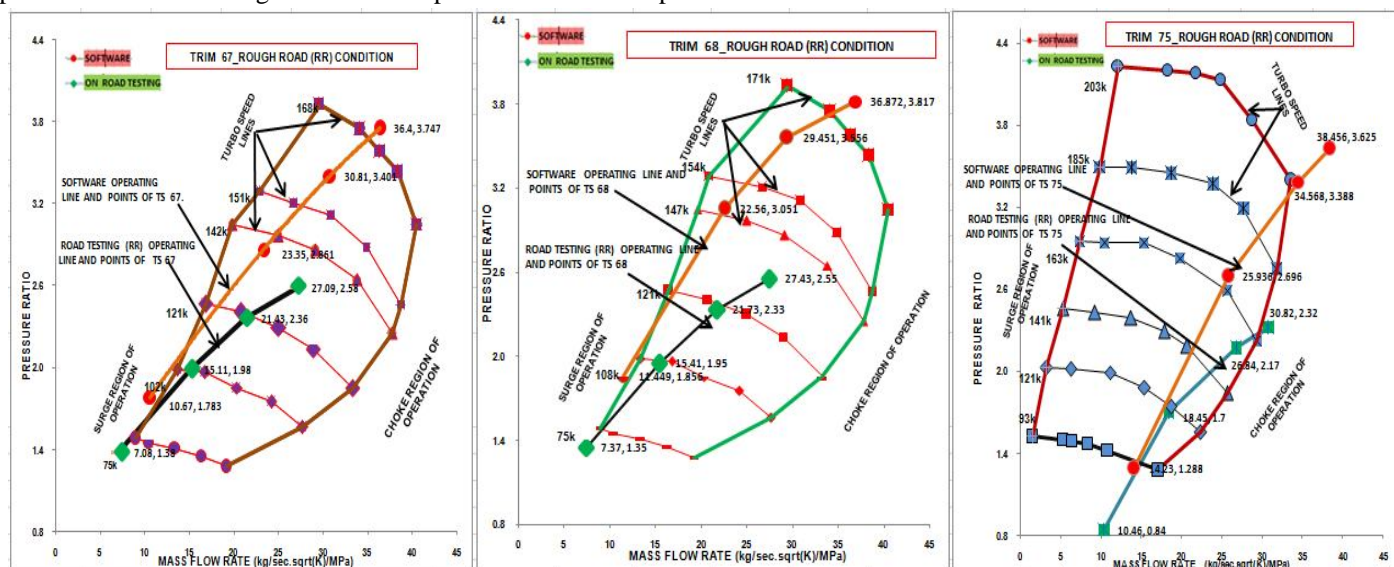 4.4
SOFTWARE
ON ROAD TESTING
TRIM 67_ROUGH ROAD (RR) CONDITION
168k
3.8
36.4, 3.747
TURBO SPEED
LINES
30.81, 3.401
SOFTWARE OPERATING
LINE AND POINTS OF TS 67.
151k
3.2
142k
ROAD TESTING (RR) OPERATING
LINE AND POINTS OF TS 67
23.35, 2.861
2.6
27.09, 2.58
121k
21.43, 2.36
PRESSURE RATIO
2.0
15.11, 1.98
102k
10.67, 1.783
SURGE REGION OF
OPERATION
CHOKE REGION OF
OPERATION
1.4
7.08, 1.38
75k
0.8
0 5 10 15 20 25 30 35 40 45
MASS FLOW RATE (kg/sec.sqrt(K)/MPa)
4.4
SOFTWARE
ON ROAD TESTING
TRIM 68_ROUGH ROAD (RR) CONDITION
171k
3.8
36.872, 3.817
29.451, 3.556
TURBO SPEED
LINES
154k
SOFTWARE OPERATING LINE AND
POINTS OF TS 68
3.2
147k
22.56, 3.051
ROAD TESTING (RR) OPERATING LINE
AND POINTS OF TS 68
2.6
27.43, 2.55
121k
21.73, 2.33
PRESSURE RATIO
2.0
15.41, 1.95
11.449, 1.856
108k
SURGE REGION OF
OPERATION
CHOKE REGION OF OPERATION
1.4
75k
7.37, 1.35
0.8
0 5 10 15 20 25 30 35 40 45
MASS FLOW RATE (kg/sec.sqrt(K)/MPa)
4.4
SOFTWARE
ON ROAD TESTING
TRIM 75_ROUGH ROAD (RR) CONDITION
203k
TURBO SPEED
LINES
3.8
38.456, 3.625
185k
34.568, 3.388
SOFTWARE OPERATING LINE
AND POINTS OF TS 75
3.2
ROAD TESTING (RR) OPERATING LINE
AND POINTS OF TS 75
163k
25.936, 2.696
2.6
30.82, 2.32
141k
26.84, 2.17
SURGE REGION OF
OPERATION
PRESSURE RATIO
2.0
121k
18.45, 1.7
CHOKE REGION OF
OPERATION
93k
1.4
14.23, 1.288
10.46, 0.84
0.8
0 5 10 15 20 25 30 35 40 45
MASS FLOW RATE (kg/sec.sqrt(K)/MPa)